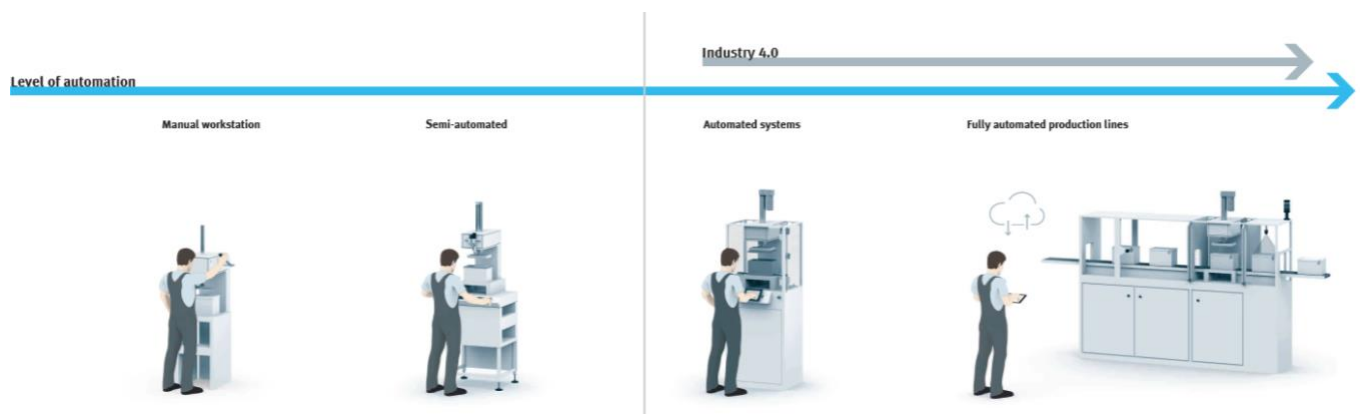 Industry 4.0
Level of automation
Manual workstation
Semi-automated
Automated systems
Fully automated production lines